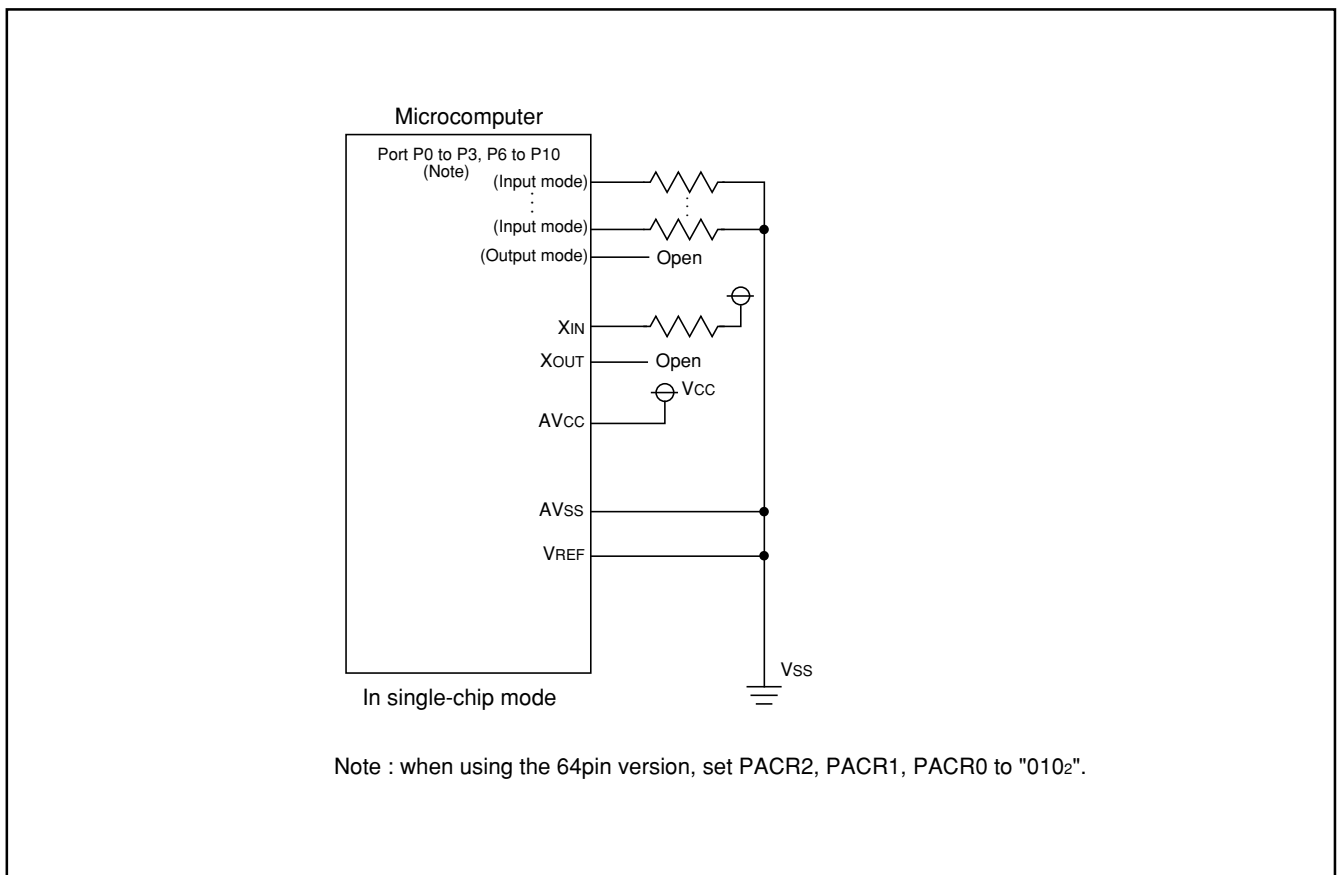 Microcomputer
Port P0 to P3, P6 to P10
(Note)
(Input mode)
(Input mode)
(Output mode)
Open
XIN
XOUT
Open
VCC
AVCC
AVSS
VREF
VSS
In single-chip mode
Note : when using the 64pin version, set PACR2, PACR1, PACR0 to "010₂".